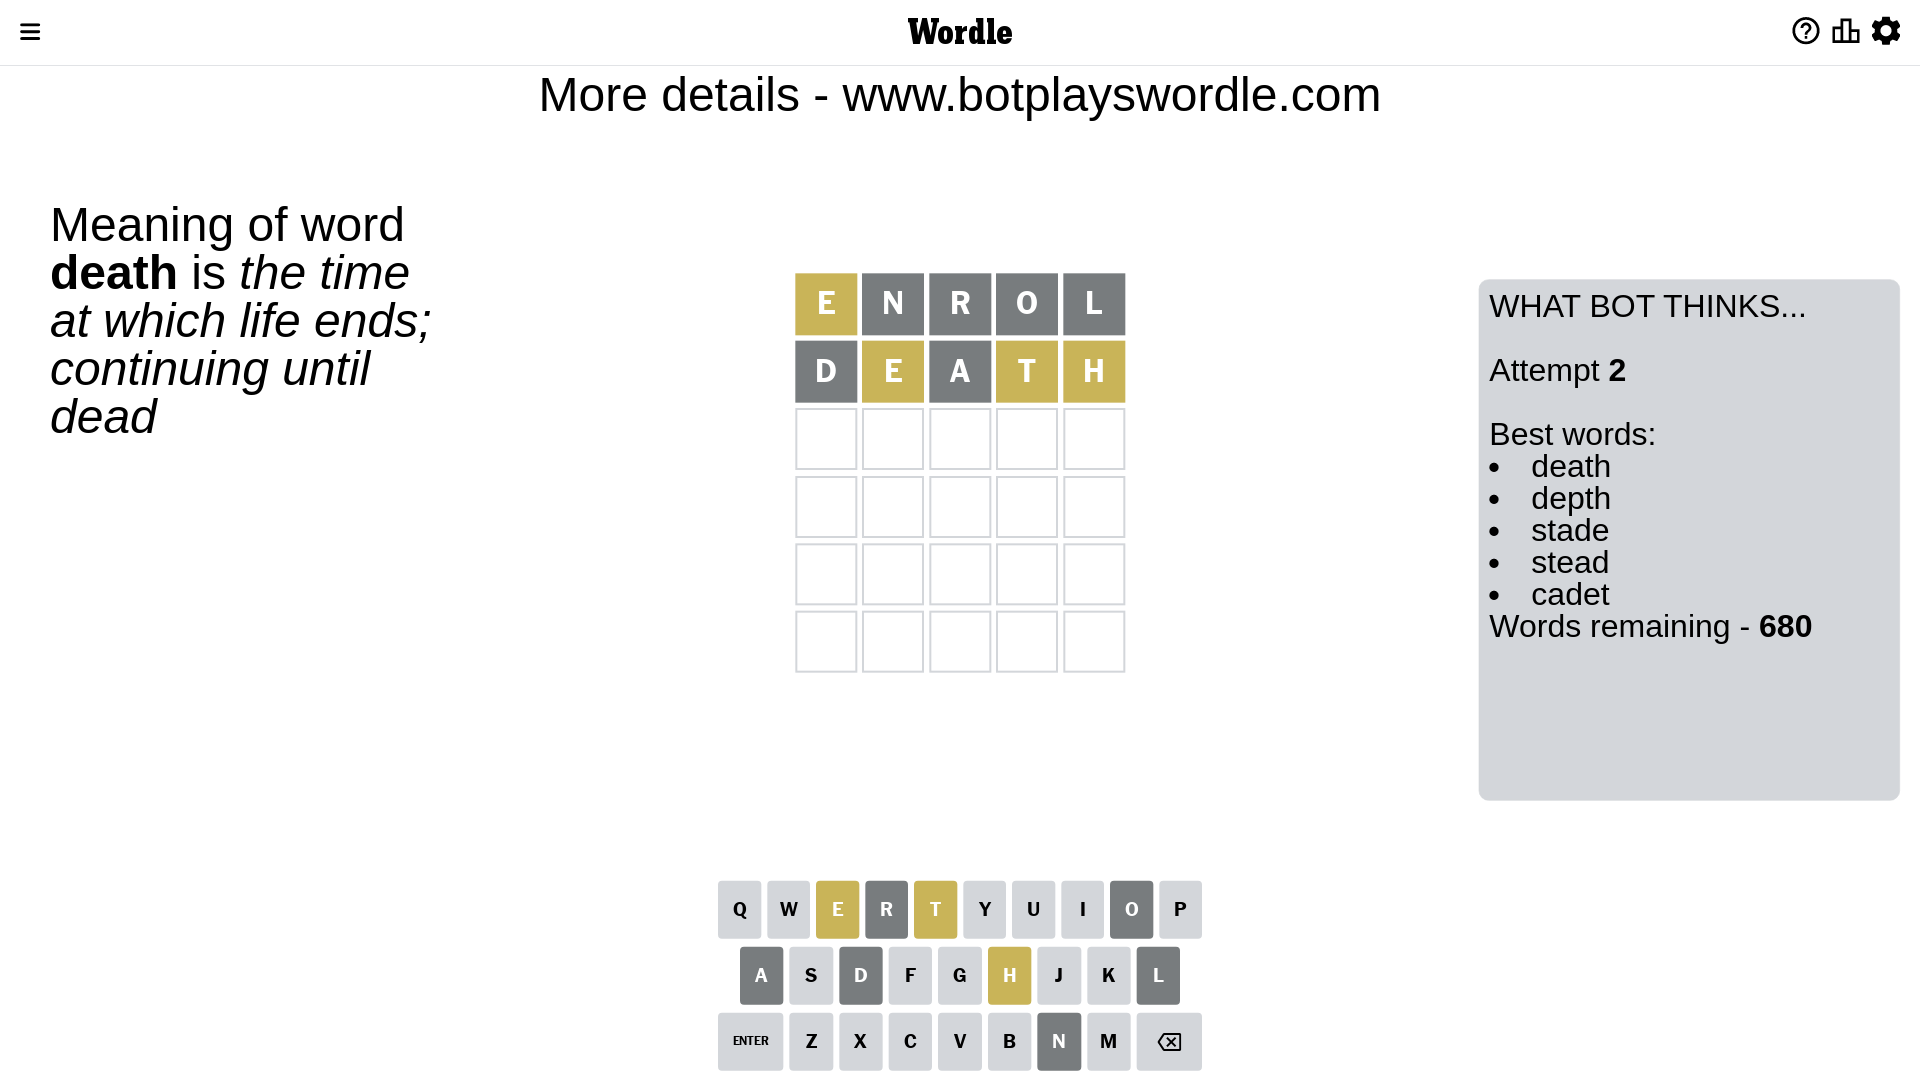 Wordle
More details - www.botplayswordle.com
Meaning of word
death is the time
at which life ends;
continuing until
dead
E N R O L
D E A T H
WHAT BOT THINKS...
Attempt 2
Best words:
• death
• depth
• stade
• stead
• cadet
Words remaining - 680
Q W E R T Y U I O P
A S D F G H J K L
ENTER Z X C V B N M